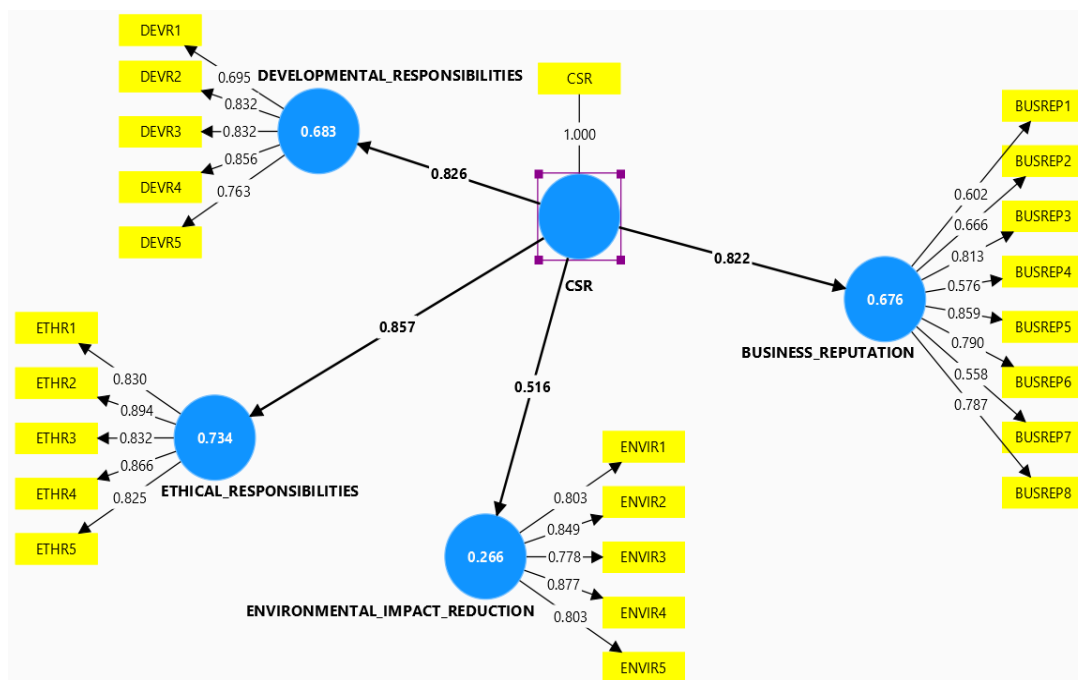 DEVR1
DEVR2
DEVR3
DEVR4
DEVR5
0.695
0.832
0.832
0.856
0.763
DEVELOPMENTAL_RESPONSIBILITIES
0.683
CSR
1.000
0.826
CSR
0.822
0.857
0.516
BUSREP1
BUSREP2
BUSREP3
BUSREP4
BUSREP5
BUSREP6
BUSREP7
BUSREP8
0.602
0.666
0.813
0.576
0.859
0.790
0.558
0.787
0.676
BUSINESS_REPUTATION
ETHR1
ETHR2
ETHR3
ETHR4
ETHR5
0.830
0.894
0.832
0.866
0.825
0.734
ETHICAL_RESPONSIBILITIES
ENVIR1
ENVIR2
ENVIR3
ENVIR4
ENVIR5
0.803
0.849
0.778
0.877
0.803
0.266
ENVIRONMENTAL_IMPACT_REDUCTION